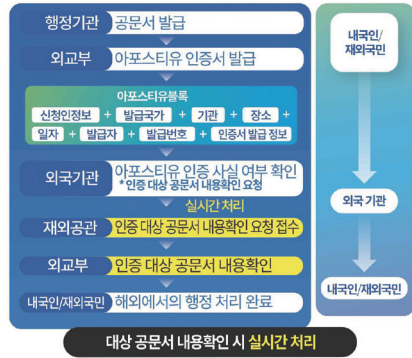 행정기관 공문서 발급
외교부 아포스티유 인증서 발급
아포스티유블록
신청인정보 + 발급국가 + 기관 + 장소 +
일자 + 발급자 + 발급번호 + 인증서 발급 정보
외국기관 아포스티유 인증 사실 여부 확인
*인증 대상 공문서 내용확인 요청
실시간 처리
재외공관 인증 대상 공문서 내용확인 요청 접수
외교부 인증 대상 공문서 내용확인
내국인/재외국민 해외에서의 행정 처리 완료
내국인/
재외국민
외국 기관
내국인/재외국민
대상 공문서 내용확인 시 실시간 처리